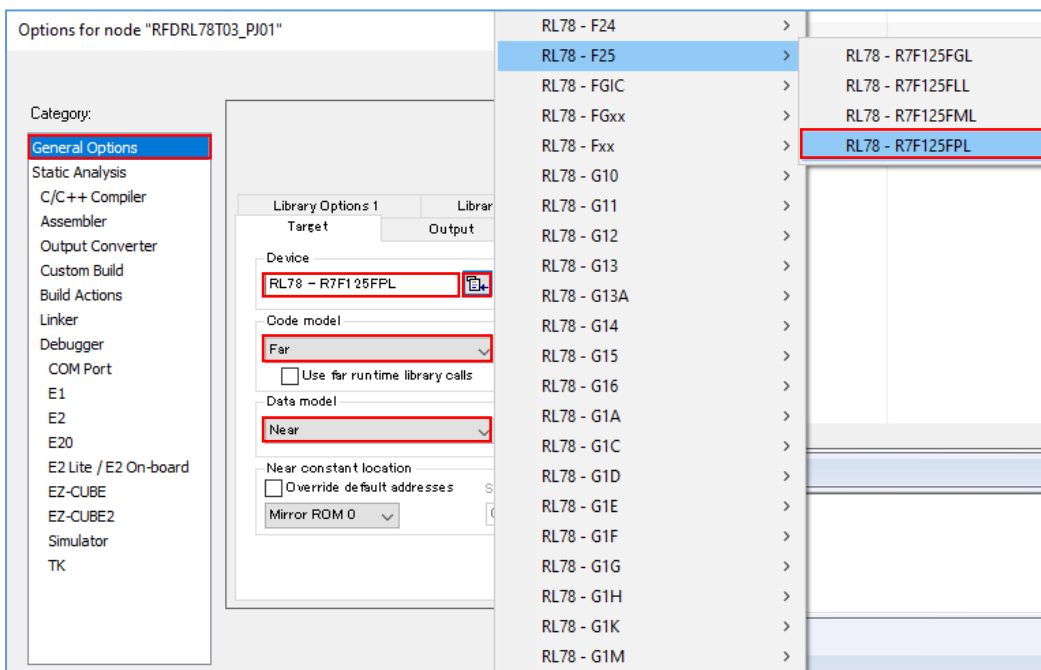 Options for node "RFDRL78T03_PJ01"
Category:
General Options
Static Analysis
C/C++ Compiler
Assembler
Output Converter
Custom Build
Build Actions
Linker
Debugger
COM Port
E1
E2
E20
E2 Lite / E2 On-board
EZ-CUBE
EZ-CUBE2
Simulator
TK
Library Options 1
Librar
Target
Output
Device
RL78 - R7F125FPL
Code model
Far
Use far runtime library calls
Data model
Near
Near constant location
Override default addresses
Mirror ROM 0
RL78 - F24
RL78 - F25
RL78 - FGIC
RL78 - FGxx
RL78 - Fxx
RL78 - G10
RL78 - G11
RL78 - G12
RL78 - G13
RL78 - G13A
RL78 - G14
RL78 - G15
RL78 - G16
RL78 - G1A
RL78 - G1C
RL78 - G1D
RL78 - G1E
RL78 - G1F
RL78 - G1G
RL78 - G1H
RL78 - G1K
RL78 - G1M
RL78 - R7F125FGL
RL78 - R7F125FLL
RL78 - R7F125FML
RL78 - R7F125FPL